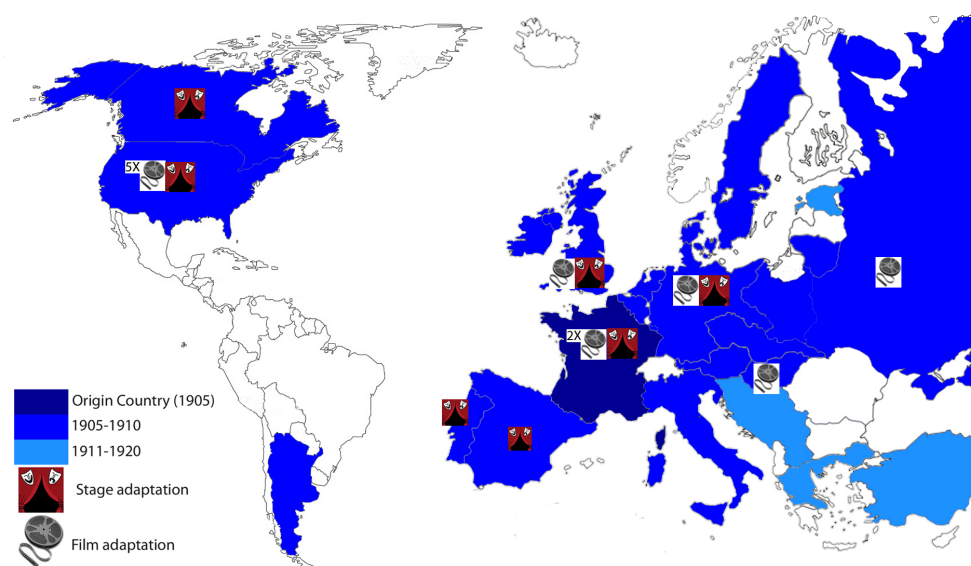 5X
2X
Origin Country (1905)
1905-1910
1911-1920
Stage adaptation
Film adaptation